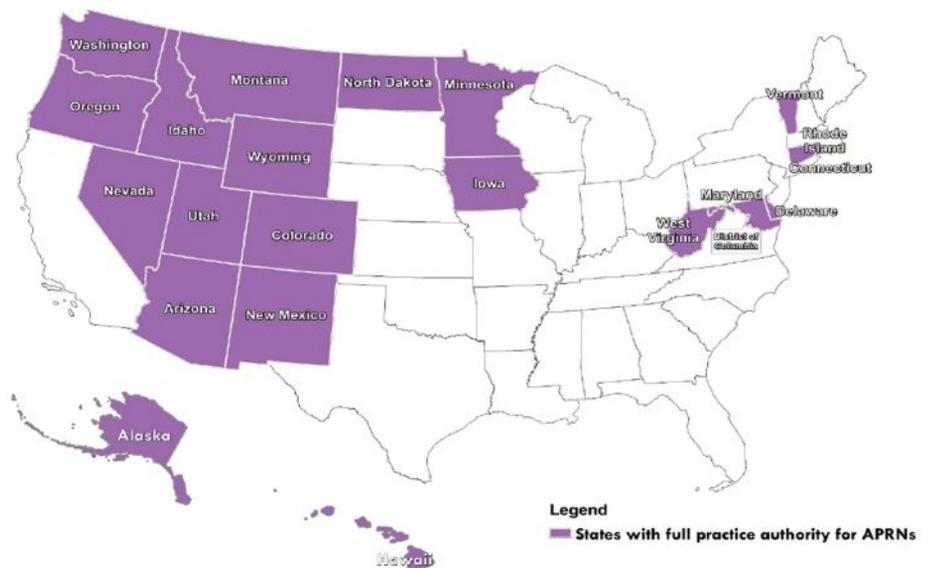 Washington
Montana
North Dakota
Minnesota
Oregon
Idaho
Wyoming
Iowa
Nevada
Utah
Colorado
Arizona
New Mexico
Vermont
Rhode
Island
Connecticut
Maryland
Delaware
West
Virginia
District of
Columbia
Alaska
Hawaii
Legend
States with full practice authority for APRNs